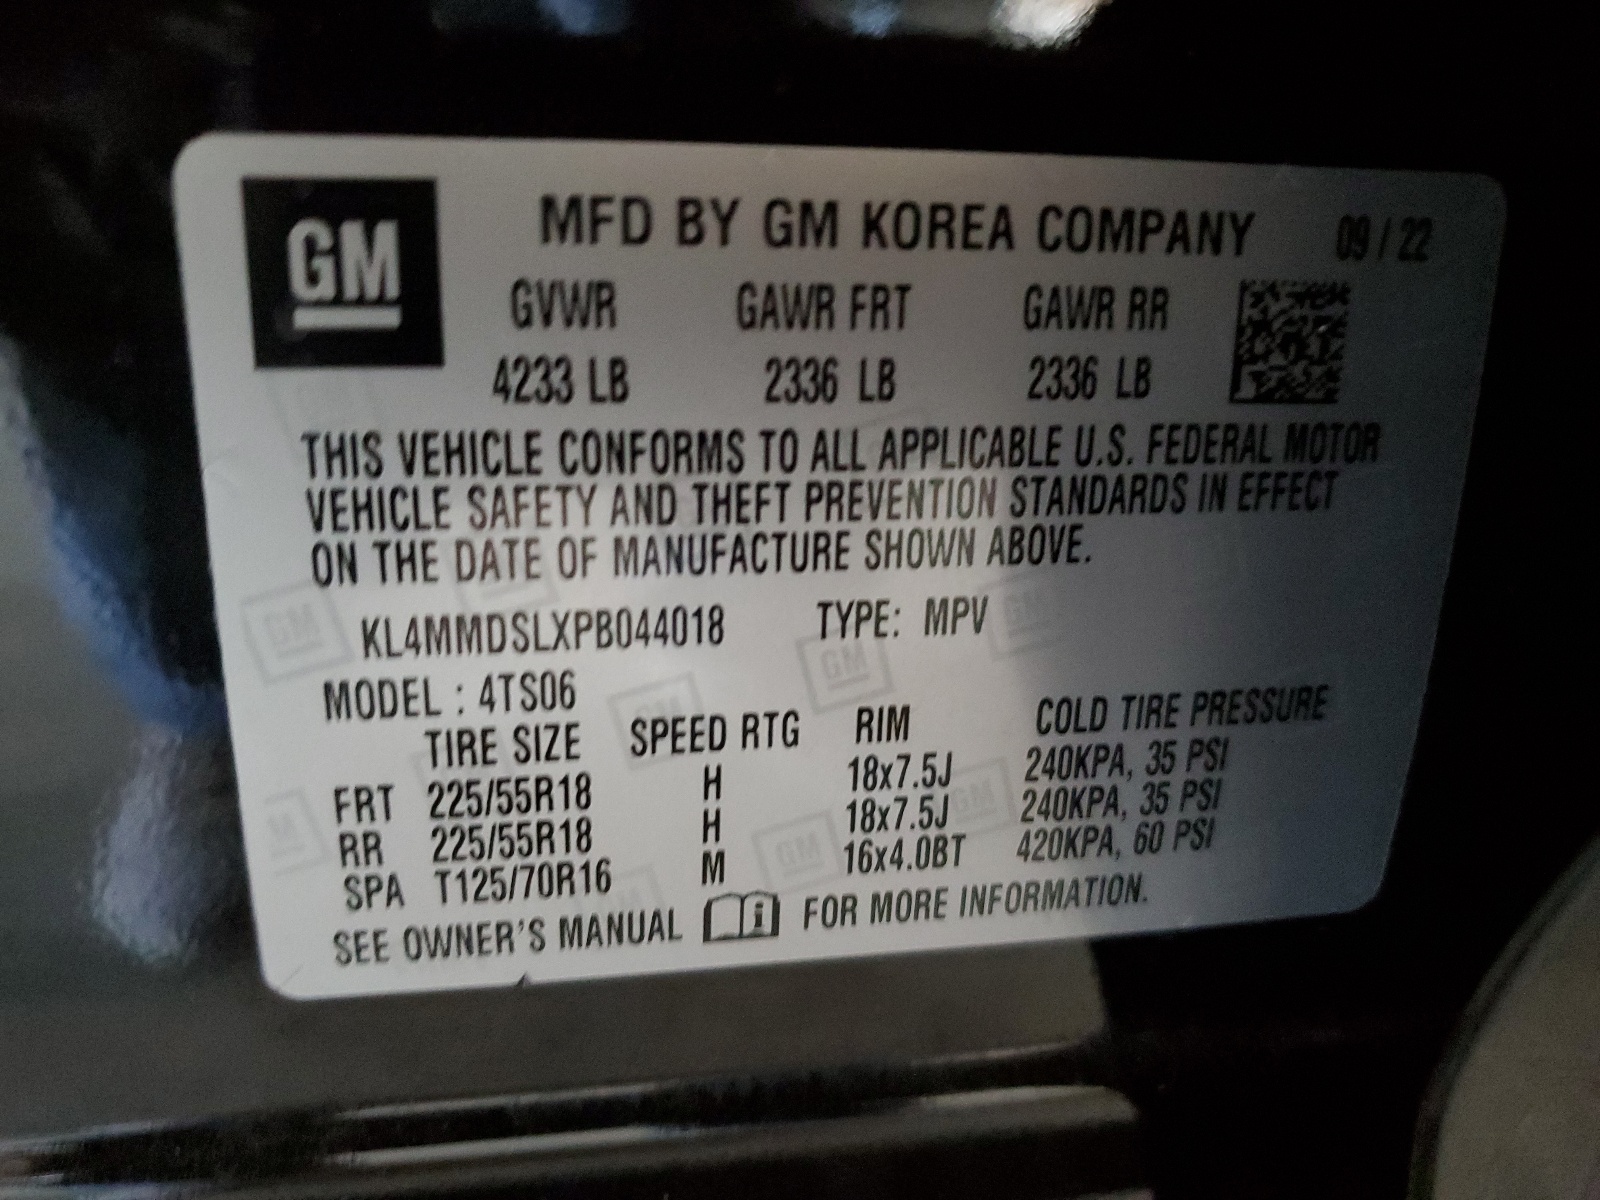 GM
MFD BY GM KOREA COMPANY 09 / 22
GVWR GAWR FRT GAWR RR
4233 LB 2336 LB 2336 LB
THIS VEHICLE CONFORMS TO ALL APPLICABLE U.S. FEDERAL MOTOR
VEHICLE SAFETY AND THEFT PREVENTION STANDARDS IN EFFECT
ON THE DATE OF MANUFACTURE SHOWN ABOVE.
KL4MMDSLXPB044018 TYPE: MPV
MODEL : 4TS06
TIRE SIZE SPEED RTG RIM COLD TIRE PRESSURE
FRT 225/55R18 H 18x7.5J 240KPA, 35 PSI
RR 225/55R18 H 18x7.5J 240KPA, 35 PSI
SPA T125/70R16 M 16x4.0BT 420KPA, 60 PSI
SEE OWNER'S MANUAL i FOR MORE INFORMATION.